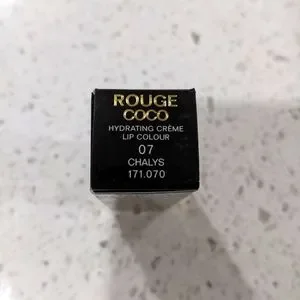 ROUGE
COCO
HYDRATING CRÈME
LIP COLOUR
07
CHALYS
171.070